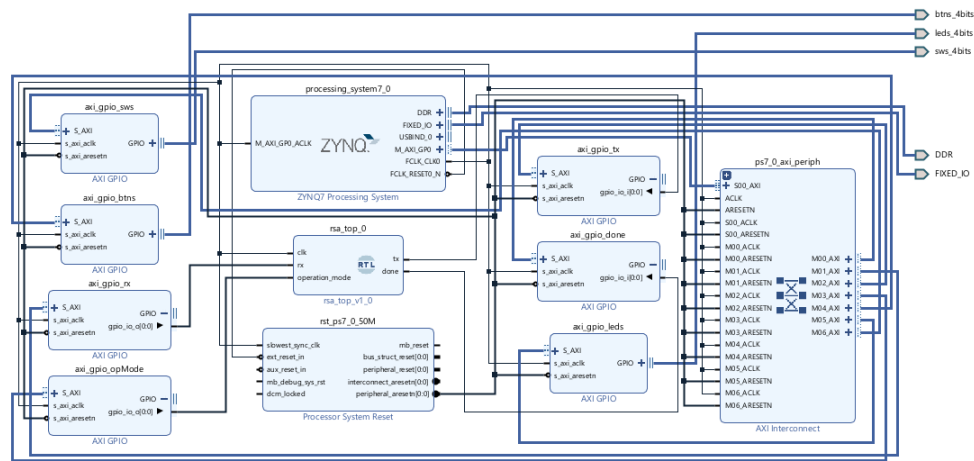 btns_4bits
leds_4bits
sws_4bits
DDR
FIXED_IO
axi_gpio_sws
S_AXI
s_axi_aclk
s_axi_aresetn
GPIO
AXI GPIO
axi_gpio_btns
S_AXI
s_axi_aclk
s_axi_aresetn
GPIO
AXI GPIO
axi_gpio_rx
S_AXI
s_axi_aclk
s_axi_aresetn
GPIO
gpio_io_o[0:0]
AXI GPIO
axi_gpio_opMode
S_AXI
s_axi_aclk
s_axi_aresetn
GPIO
gpio_io_o[0:0]
AXI GPIO
processing_system7_0
M_AXI_GP0_ACLK
ZYNQ
DDR
FIXED_IO
USBIND_0
M_AXI_GP0
FCLK_CLK0
FCLK_RESET0_N
ZYNQ7 Processing System
rsa_top_0
clk
rx
operation_mode
RTL
tx
done
rsa_top_v1_0
rst_ps7_0_50M
slowest_sync_clk
ext_reset_in
aux_reset_in
mb_debug_sys_rst
dcm_locked
mb_reset
bus_struct_reset[0:0]
peripheral_reset[0:0]
interconnect_aresetn[0:0]
peripheral_aresetn[0:0]
Processor System Reset
axi_gpio_tx
S_AXI
s_axi_aclk
s_axi_aresetn
GPIO
gpio_io_i[0:0]
AXI GPIO
axi_gpio_done
S_AXI
s_axi_aclk
s_axi_aresetn
GPIO
gpio_io_i[0:0]
AXI GPIO
axi_gpio_leds
S_AXI
s_axi_aclk
s_axi_aresetn
GPIO
AXI GPIO
ps7_0_axi_periph
S00_AXI
ACLK
ARESETN
S00_ACLK
S00_ARESETN
M00_ACLK
M00_ARESETN
M01_ACLK
M01_ARESETN
M02_ACLK
M02_ARESETN
M03_ACLK
M03_ARESETN
M04_ACLK
M04_ARESETN
M05_ACLK
M05_ARESETN
M06_ACLK
M06_ARESETN
M00_AXI
M01_AXI
M02_AXI
M03_AXI
M04_AXI
M05_AXI
M06_AXI
AXI Interconnect